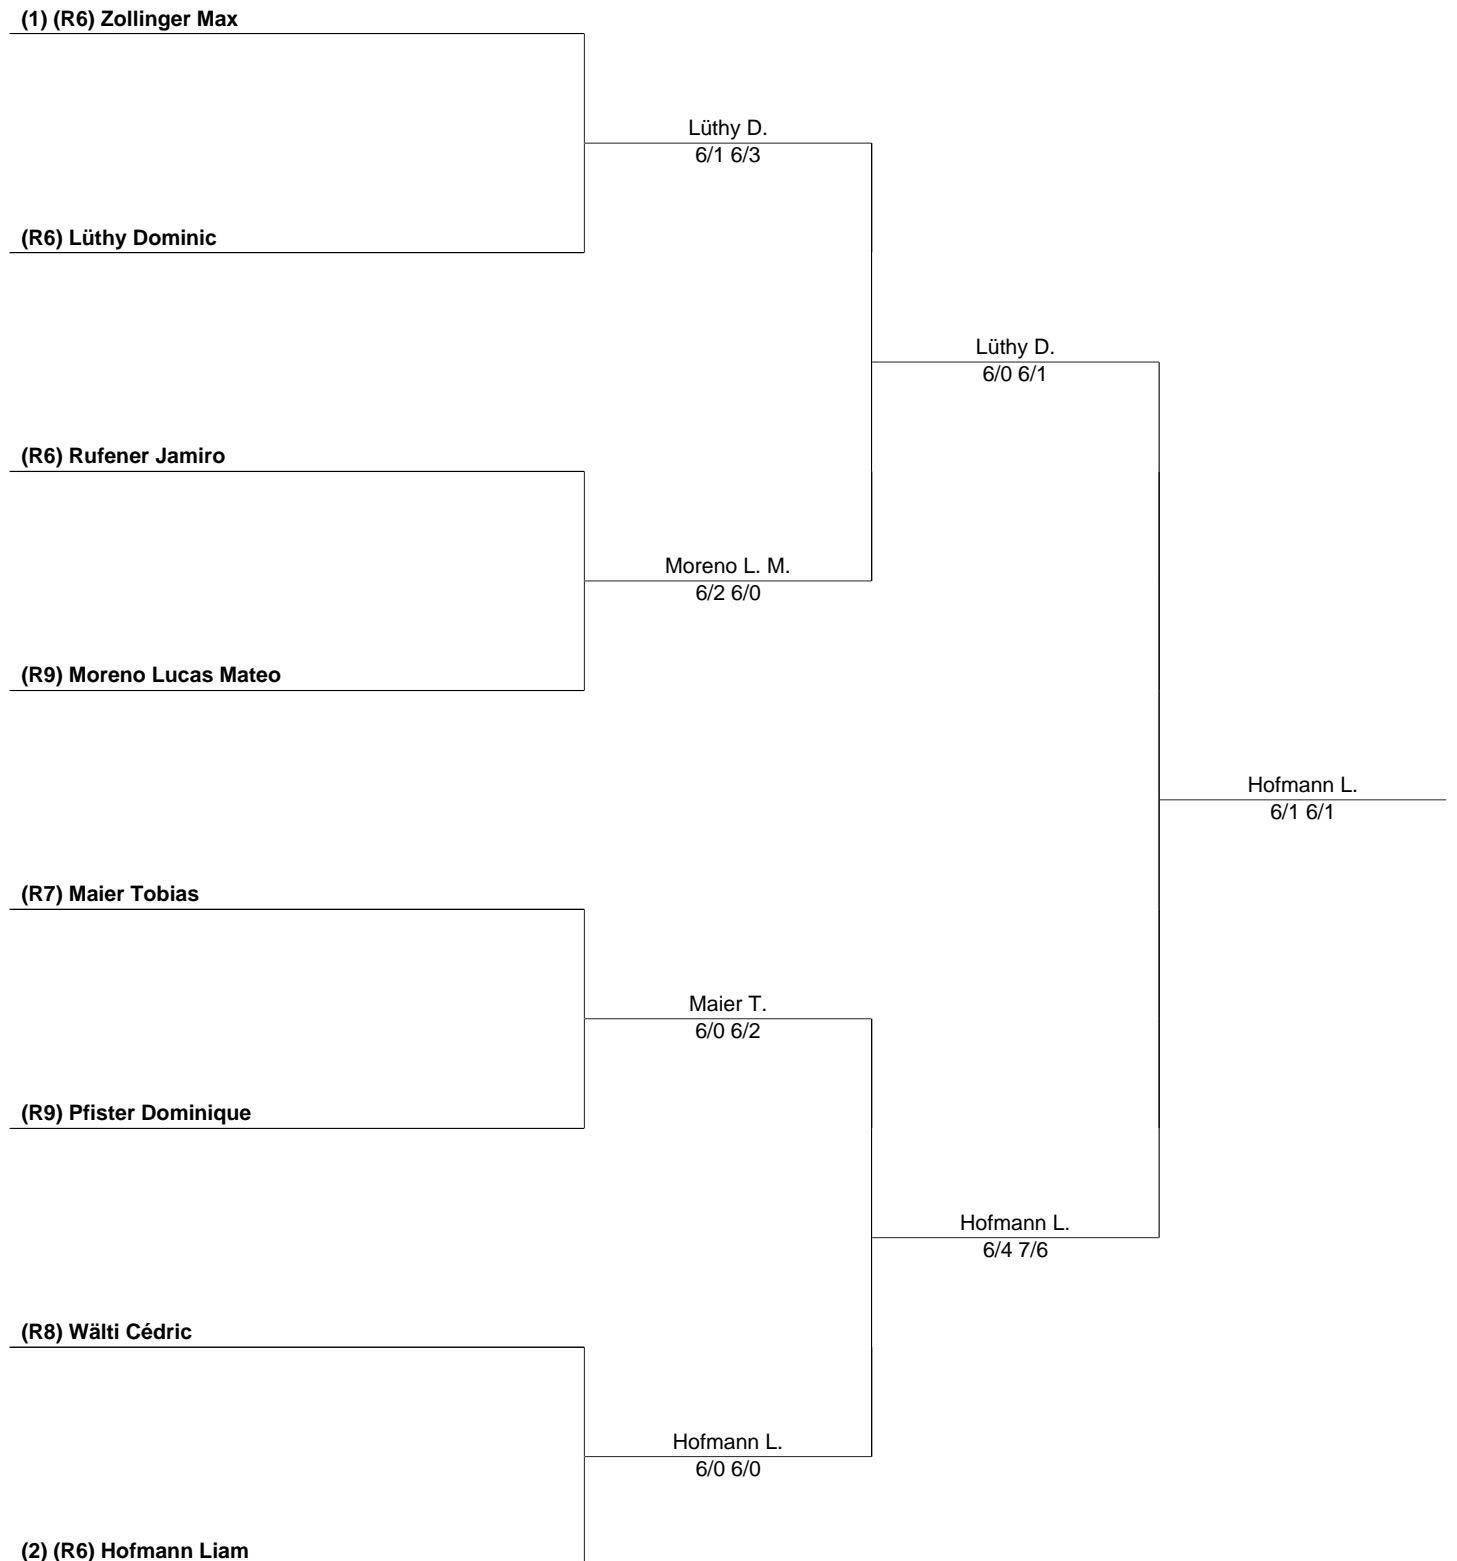 (1) (R6) Zollinger Max
Lüthy D.
6/1 6/3
(R6) Lüthy Dominic
Lüthy D.
6/0 6/1
(R6) Rufener Jamiro
Moreno L. M.
6/2 6/0
(R9) Moreno Lucas Mateo
Hofmann L.
6/1 6/1
(R7) Maier Tobias
Maier T.
6/0 6/2
(R9) Pfister Dominique
Hofmann L.
6/4 7/6
(R8) Wälti Cédric
Hofmann L.
6/0 6/0
(2) (R6) Hofmann Liam